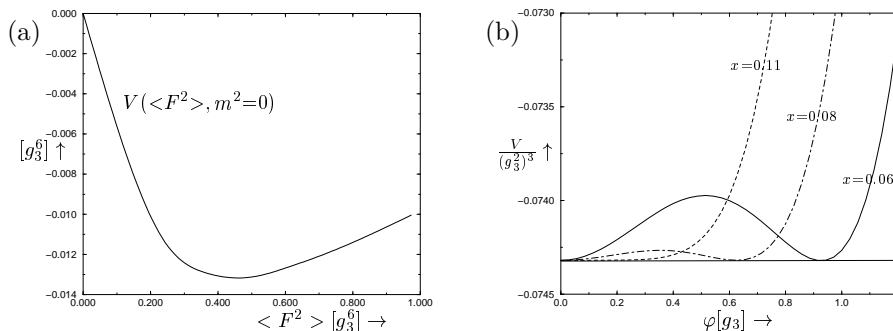 (a)
0.000
−0.002
−0.004
−0.006
−0.008
−0.010
−0.012
−0.014
[g₃⁶] ↑
V(<F²>, m²=0)
0.000 0.200 0.400 0.600 0.800 1.000
< F² > [g₃⁶] →
(b)
−0.0730
−0.0735
−0.0740
−0.0745
V/(g₃²)³ ↑
x=0.11
x=0.08
x=0.06
0.0 0.2 0.4 0.6 0.8 1.0
φ[g₃] →